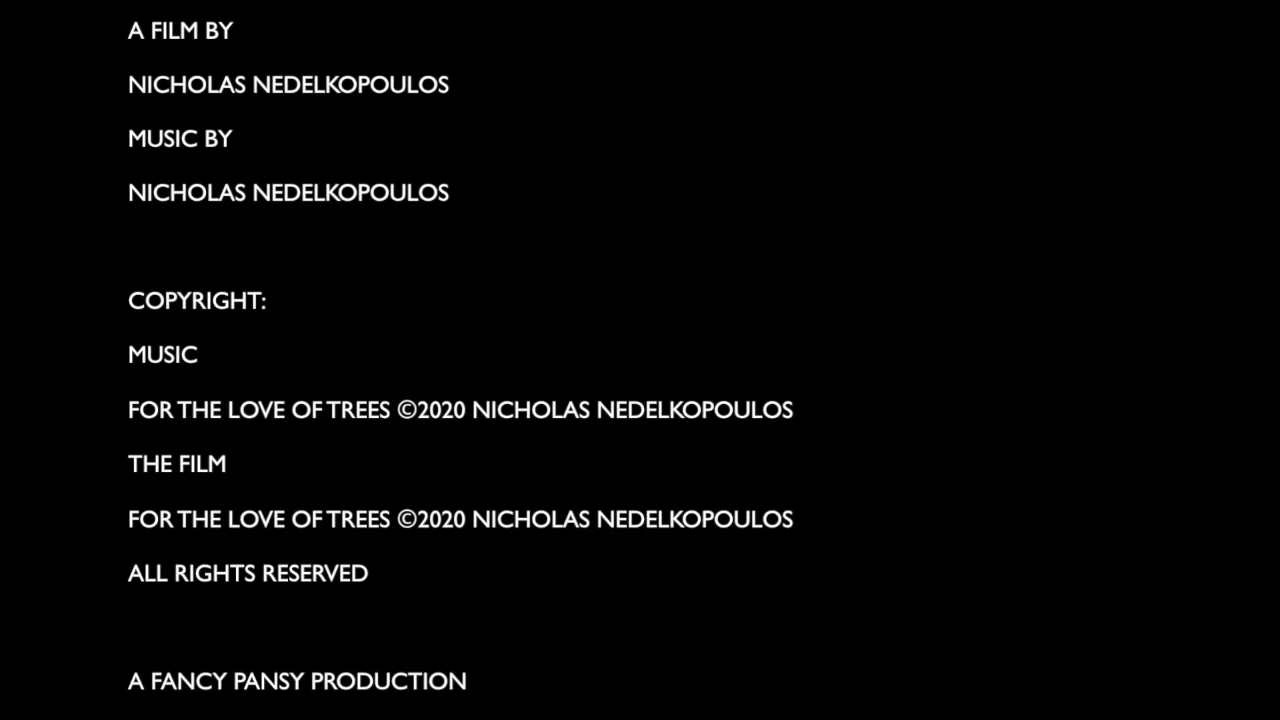 A FILM BY
NICHOLAS NEDELKOPOULOS
MUSIC BY
NICHOLAS NEDELKOPOULOS
COPYRIGHT:
MUSIC
FOR THE LOVE OF TREES ©2020 NICHOLAS NEDELKOPOULOS
THE FILM
FOR THE LOVE OF TREES ©2020 NICHOLAS NEDELKOPOULOS
ALL RIGHTS RESERVED
A FANCY PANSY PRODUCTION